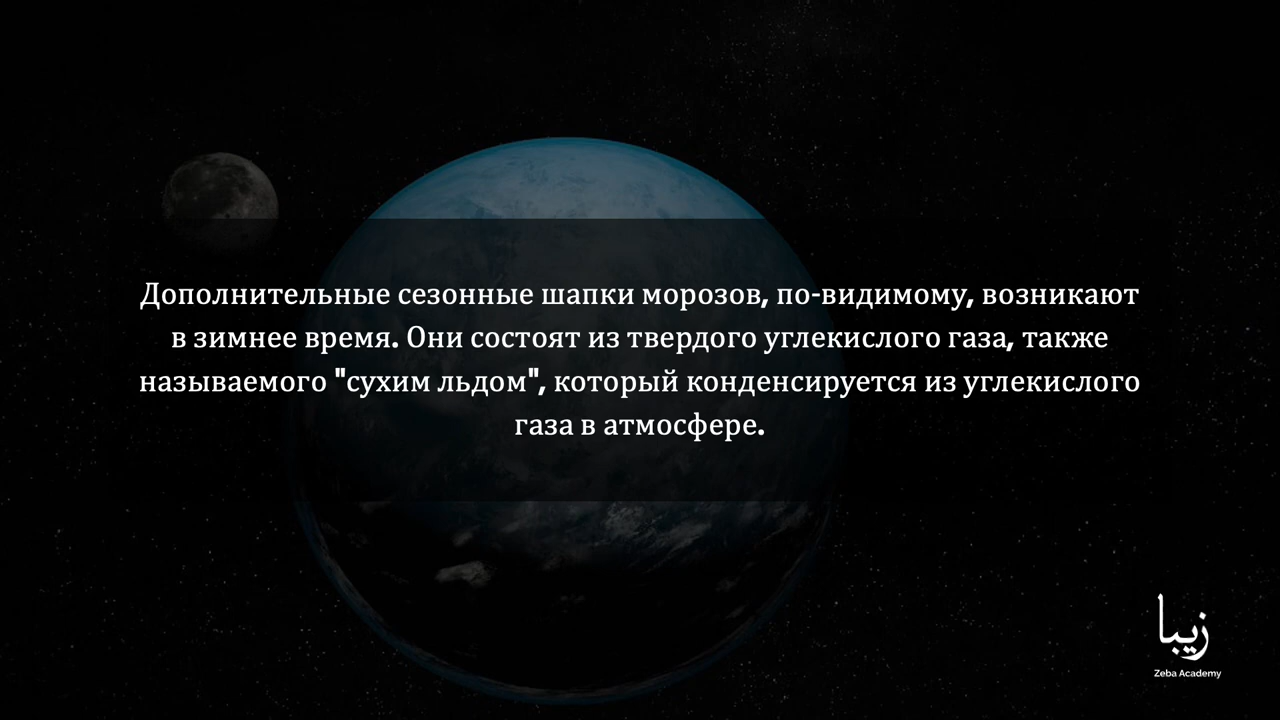 Дополнительные сезонные шапки морозов, по-видимому, возникают
в зимнее время. Они состоят из твердого углекислого газа, также
называемого "сухим льдом", который конденсируется из углекислого
газа в атмосфере.
زيبا
Zeba Academy